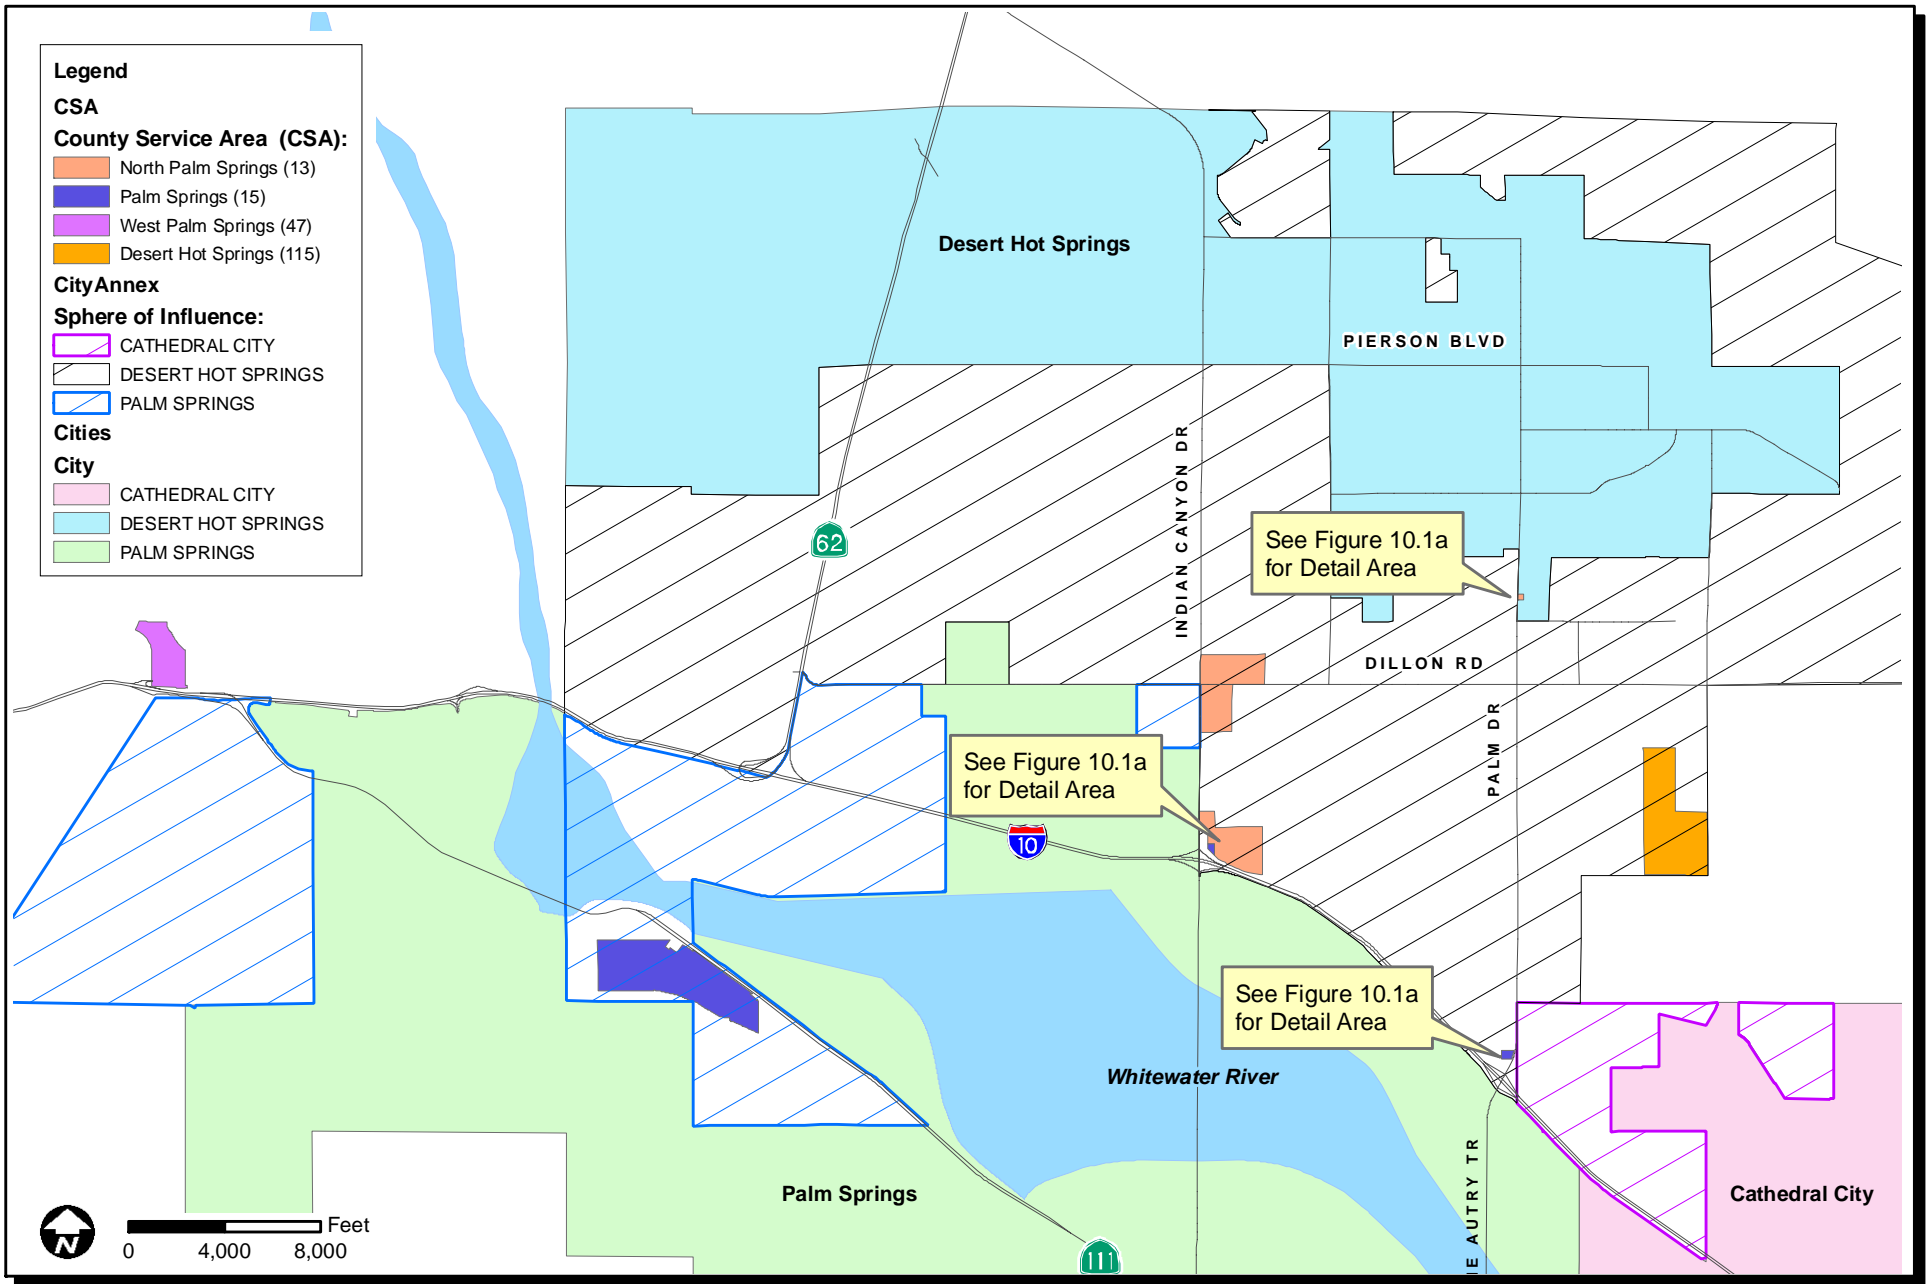 Legend
CSA
County Service Area (CSA):
North Palm Springs (13)
Palm Springs (15)
West Palm Springs (47)
Desert Hot Springs (115)
CityAnnex
Sphere of Influence:
CATHEDRAL CITY
DESERT HOT SPRINGS
PALM SPRINGS
Cities
City
CATHEDRAL CITY
DESERT HOT SPRINGS
PALM SPRINGS
Desert Hot Springs
PIERSON BLVD
INDIAN CANYON DR
62
See Figure 10.1a
for Detail Area
DILLON RD
PALM DR
See Figure 10.1a
for Detail Area
10
See Figure 10.1a
for Detail Area
Whitewater River
Palm Springs
IE AUTRY TR
Cathedral City
111
N
Feet
0 4,000 8,000